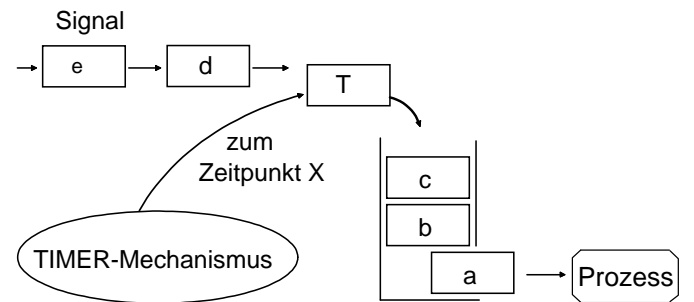 Signal
e
d
T
zum
Zeitpunkt X
c
b
TIMER-Mechanismus
a
Prozess